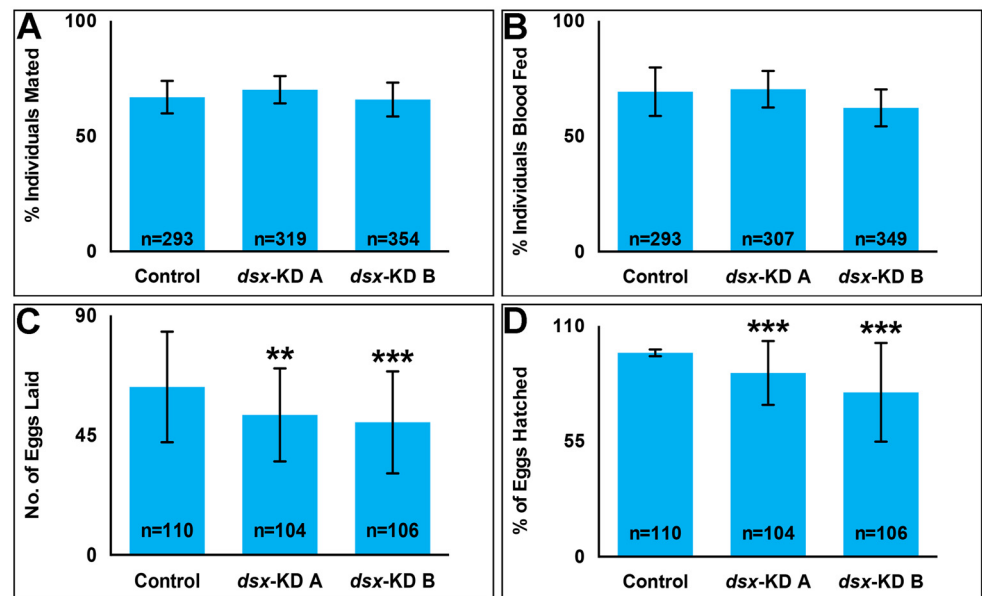 A
100
% Individuals Mated
50
0
n=293 n=319 n=354
Control dsx-KD A dsx-KD B
B
100
% Individuals Blood Fed
50
0
n=293 n=307 n=349
Control dsx-KD A dsx-KD B
C
90
No. of Eggs Laid
45
0
** ***
n=110 n=104 n=106
Control dsx-KD A dsx-KD B
D
110
% of Eggs Hatched
55
0
*** ***
n=110 n=104 n=106
Control dsx-KD A dsx-KD B